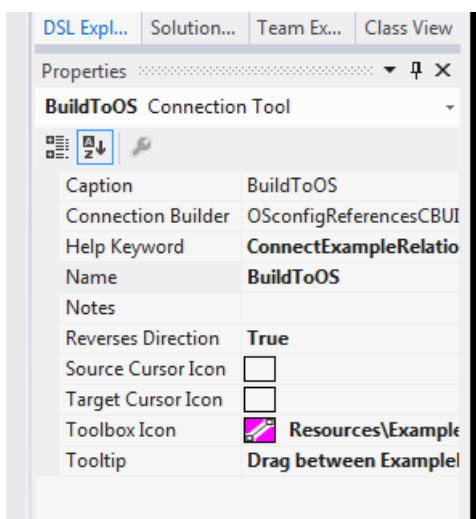 DSL Expl... Solution... Team Ex... Class View
Properties
BuildToOS Connection Tool
Caption BuildToOS
Connection Builder OSconfigReferencesCBUI
Help Keyword ConnectExampleRelatio
Name BuildToOS
Notes
Reverses Direction True
Source Cursor Icon
Target Cursor Icon
Toolbox Icon Resources\Example
Tooltip Drag between Examplel